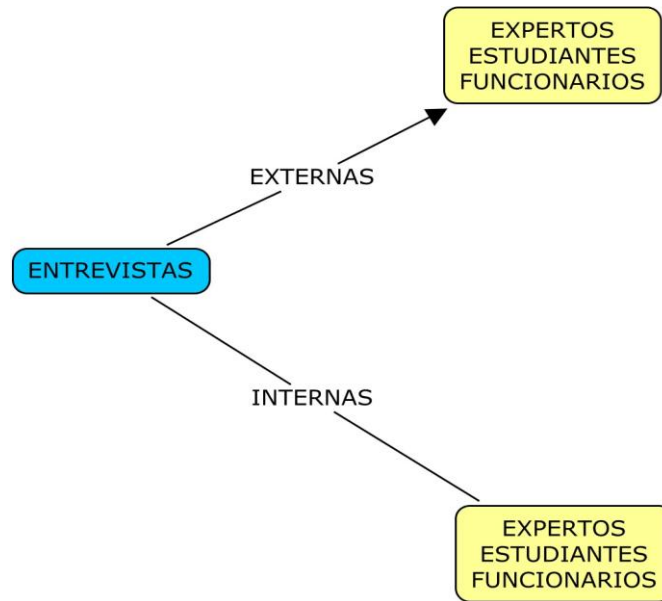 EXPERTOS
ESTUDIANTES
FUNCIONARIOS
EXTERNAS
ENTREVISTAS
INTERNAS
EXPERTOS
ESTUDIANTES
FUNCIONARIOS